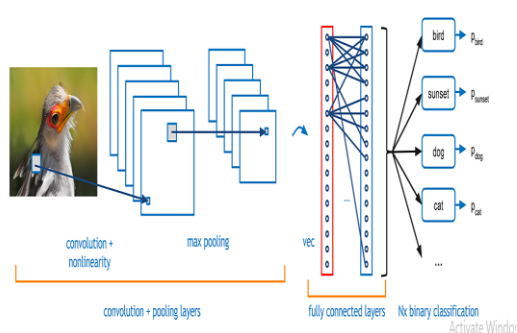 bird
P_bird
sunset
P_sunset
dog
P_dog
cat
P_cat
...
...
convolution +
nonlinearity
max pooling
vec
convolution + pooling layers
fully connected layers
Nx binary classification
Activate Window